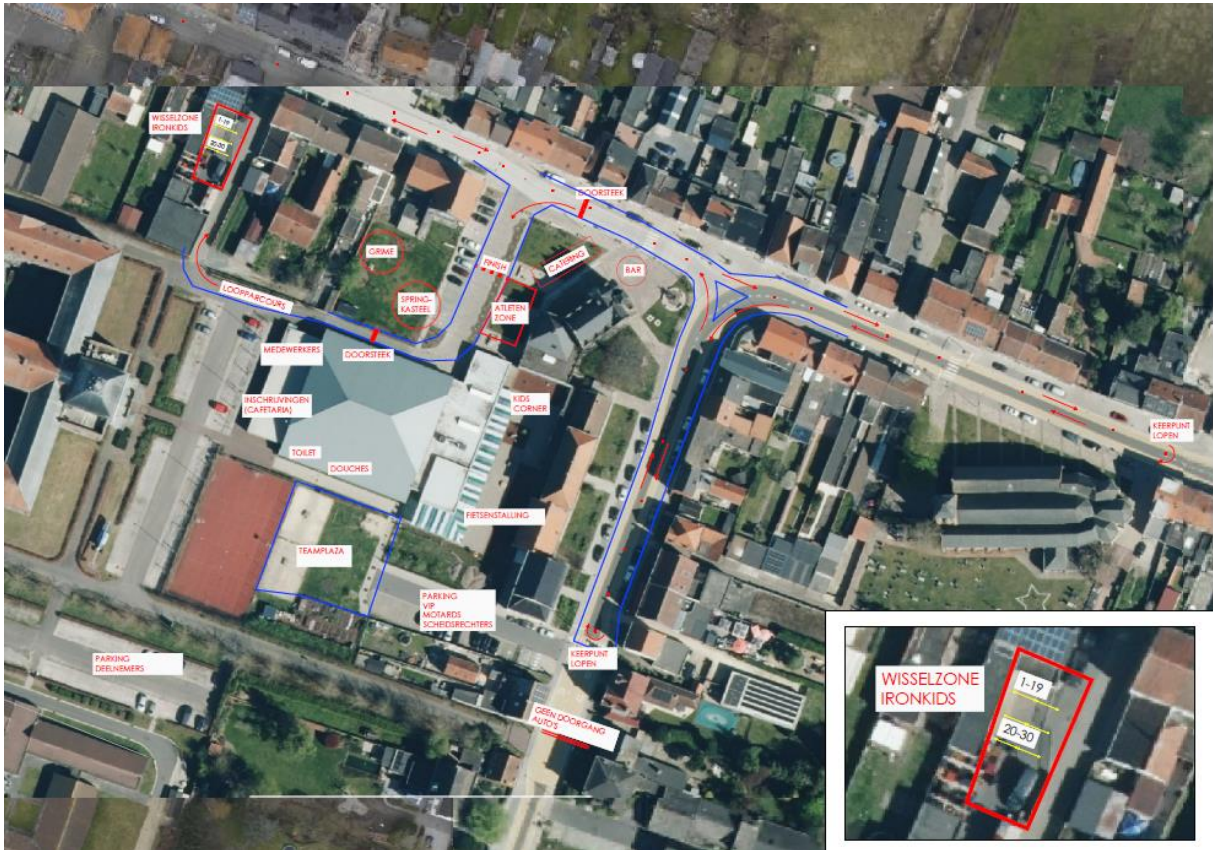 WISSELZONE
IRONKIDS
1-19
20-30
DOORSTEEK
GRIME
FINISH
CATERING
BAR
SPRING-
KASTEEL
ATLETEN
ZONE
LOOPPARCOURS
MEDEWERKERS
DOORSTEEK
INSCHRIJVINGEN
(CAFETARIA)
KIDS
CORNER
KEERPUNT
LOPEN
TOILET
DOUCHES
FIETSENSTALLING
TEAMPLAZA
PARKING
VIP
MOTARDS
SCHEIDSRECHTERS
PARKING
DEELNEMERS
KEERPUNT
LOPEN
GEEN DOORGANG
AUTO'S
WISSELZONE
IRONKIDS
1-19
20-30